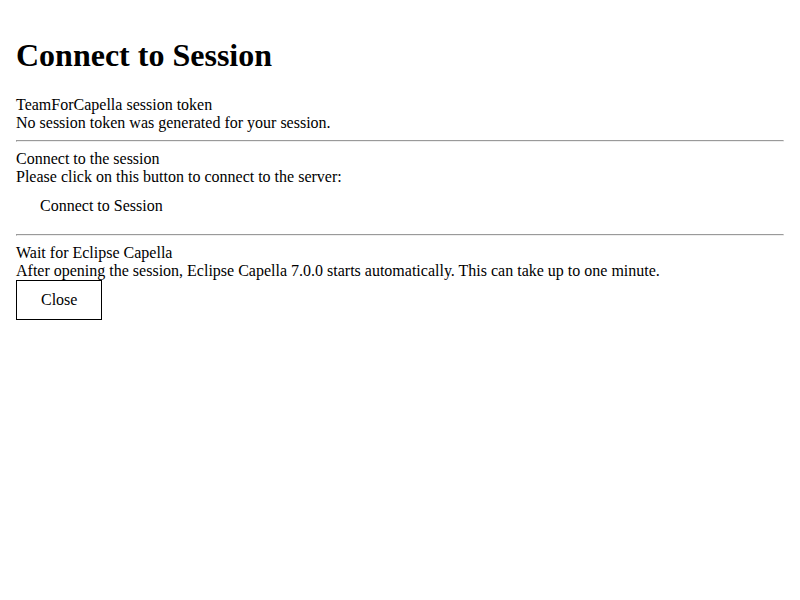 Connect to Session
TeamForCapella session token
No session token was generated for your session.
Connect to the session
Please click on this button to connect to the server:
Connect to Session
Wait for Eclipse Capella
After opening the session, Eclipse Capella 7.0.0 starts automatically. This can take up to one minute.
Close